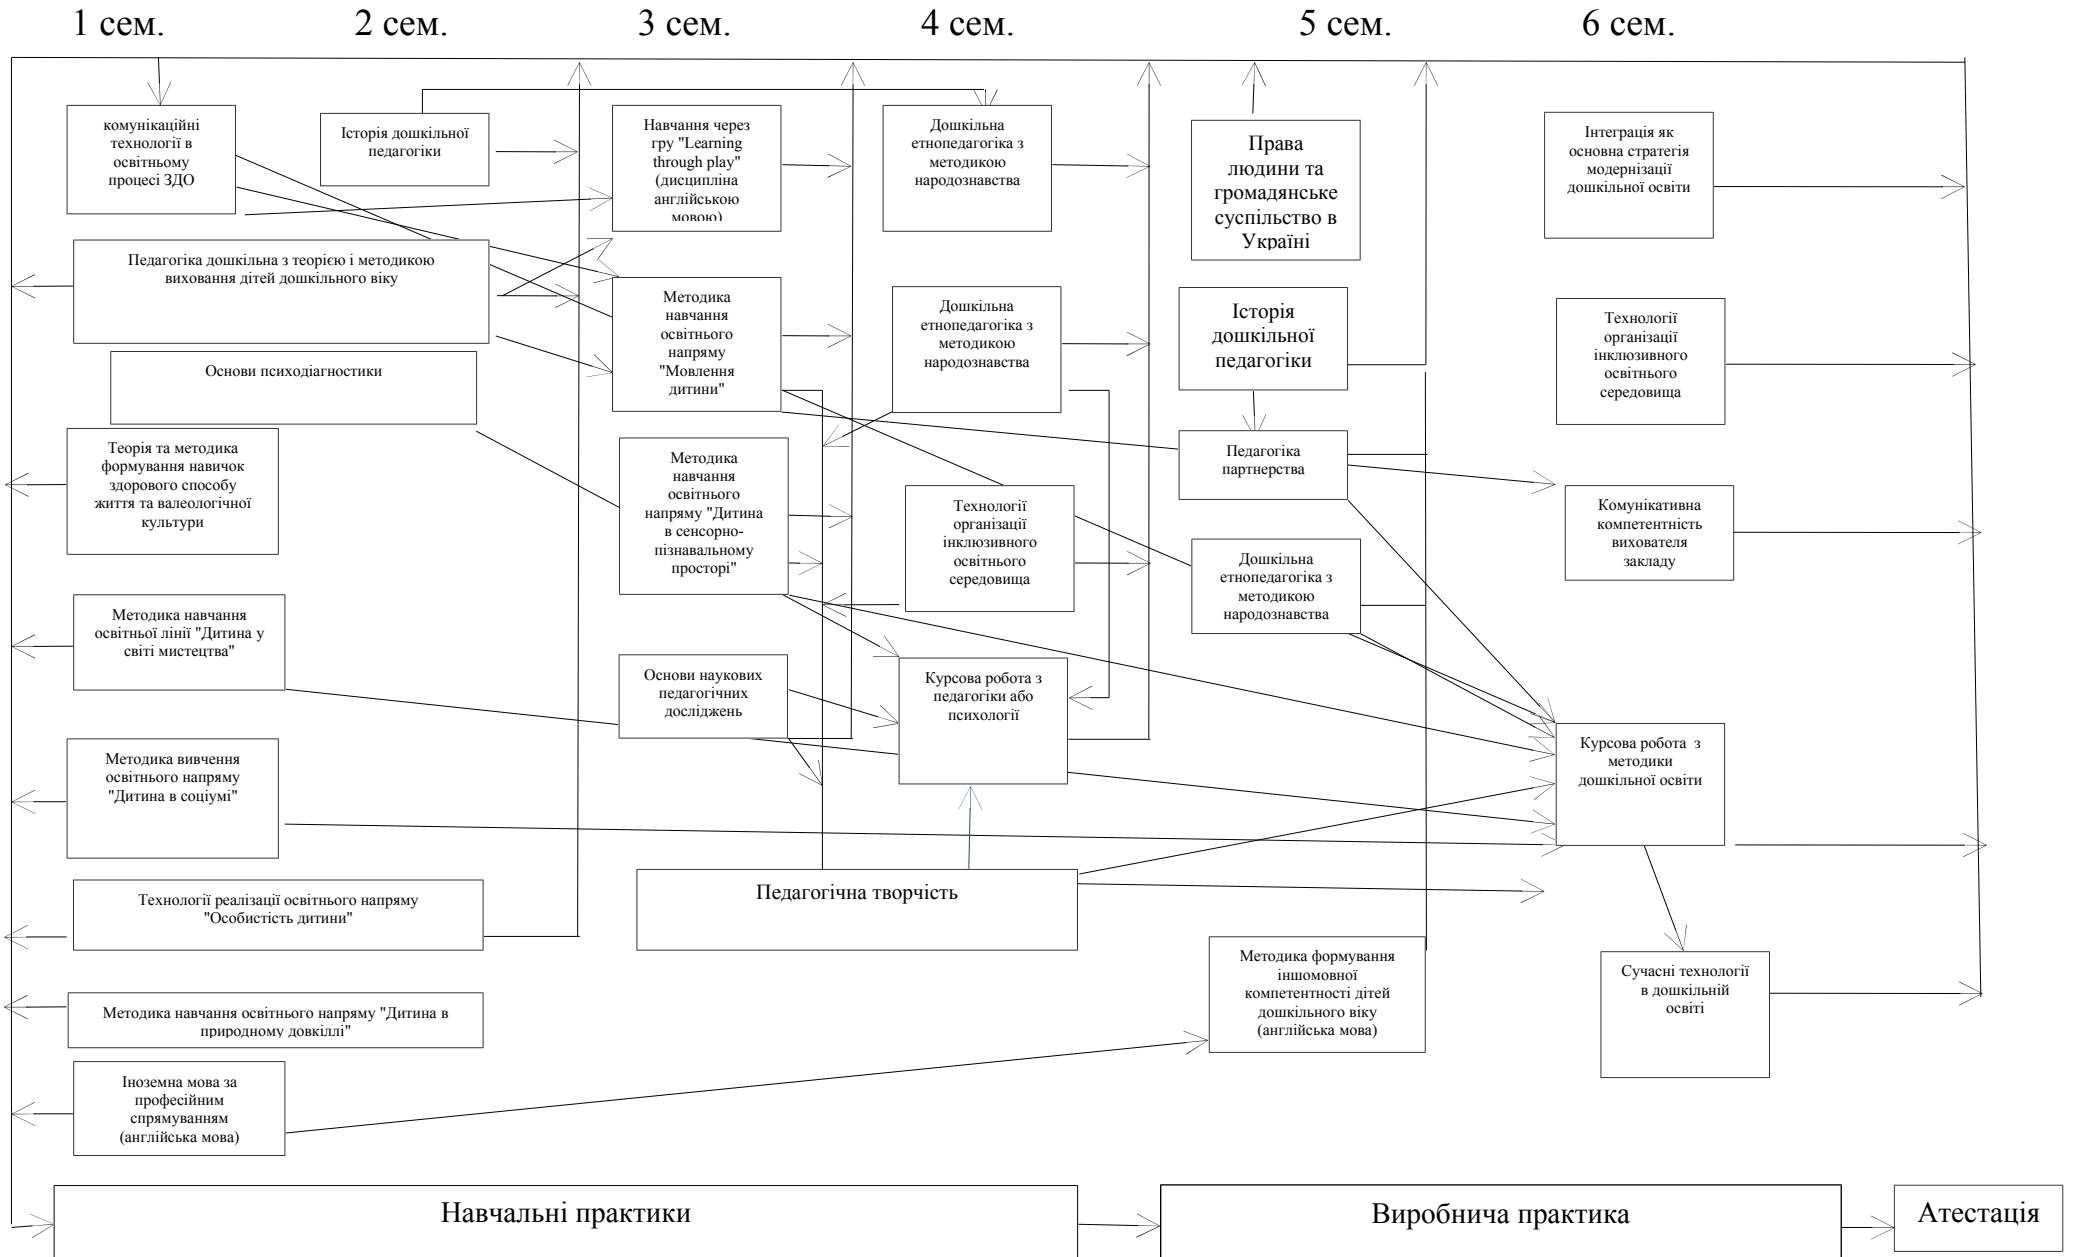 1 сем.
2 сем.
3 сем.
4 сем.
5 сем.
6 сем.
комунікаційні
технології в
освітньому
процесі ЗДО
Історія дошкільної
педагогіки
Навчання через
гру "Learning
through play"
(дисципліна
англійською
мовою)
Дошкільна
етнопедагогіка з
методикою
народознавства
Права
людини та
громадянське
суспільство в
Україні
Інтеграція як
основна стратегія
модернізації
дошкільної освіти
Педагогіка дошкільна з теорією і методикою
виховання дітей дошкільного віку
Методика
навчання
освітнього
напряму
"Мовлення
дитини"
Дошкільна
етнопедагогіка з
методикою
народознавства
Історія
дошкільної
педагогіки
Технології
організації
інклюзивного
освітнього
середовища
Основи психодіагностики
Теорія та методика
формування навичок
здорового способу
життя та валеологічної
культури
Методика
навчання
освітнього
напряму "Дитина
в сенсорно-
пізнавальному
просторі"
Технології
організації
інклюзивного
освітнього
середовища
Педагогіка
партнерства
Комунікативна
компетентність
вихователя
закладу
Дошкільна
етнопедагогіка з
методикою
народознавства
Методика навчання
освітньої лінії "Дитина у
світі мистецтва"
Основи наукових
педагогічних
досліджень
Курсова робота з
педагогіки або
психології
Курсова робота з
методики
дошкільної освіти
Методика вивчення
освітнього напряму
"Дитина в соціумі"
Технології реалізації освітнього напряму
"Особистість дитини"
Педагогічна творчість
Методика формування
іншомовної
компетентності дітей
дошкільного віку
(англійська мова)
Сучасні технології
в дошкільній
освіті
Методика навчання освітнього напряму "Дитина в
природному довкіллі"
Іноземна мова за
професійним
спрямуванням
(англійська мова)
Навчальні практики
Виробнича практика
Атестація